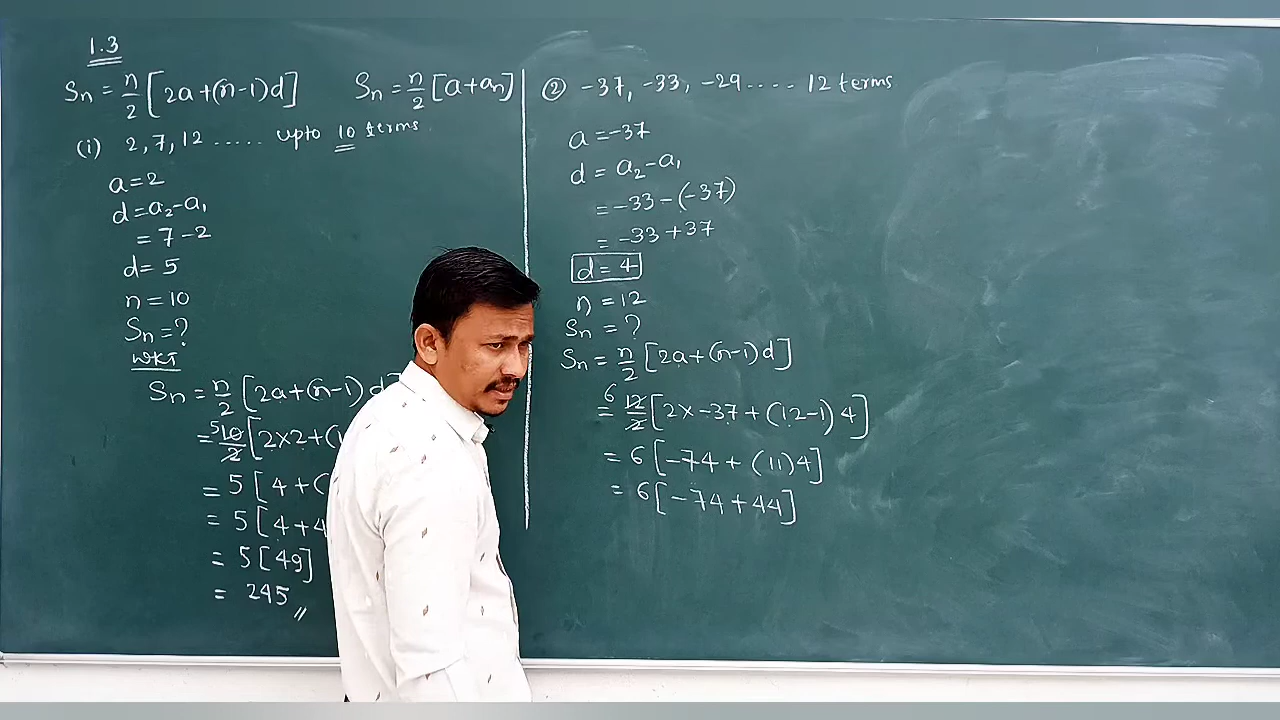 1.3
Sn = n/2 [2a+(n-1)d] Sn = n/2 [a+an]
(i) 2, 7, 12 ..... upto 10 terms
a = 2
d = a₂-a₁
= 7 - 2
d = 5
n = 10
Sn = ?
WKT
Sn = n/2 [2a+(n-1)d]
= 5 10/2 [2x2+(
= 5 [4+(
= 5 [4+4
= 5 [49]
= 245 //
② -37, -33, -29 .... 12 terms
a = -37
d = a₂-a₁
= -33-(-37)
= -33+37
d = 4
n = 12
Sn = ?
Sn = n/2 [2a+(n-1)d]
= 6 12/2 [2x-37+(12-1)4]
= 6 [-74+(11)4]
= 6 [-74+44]